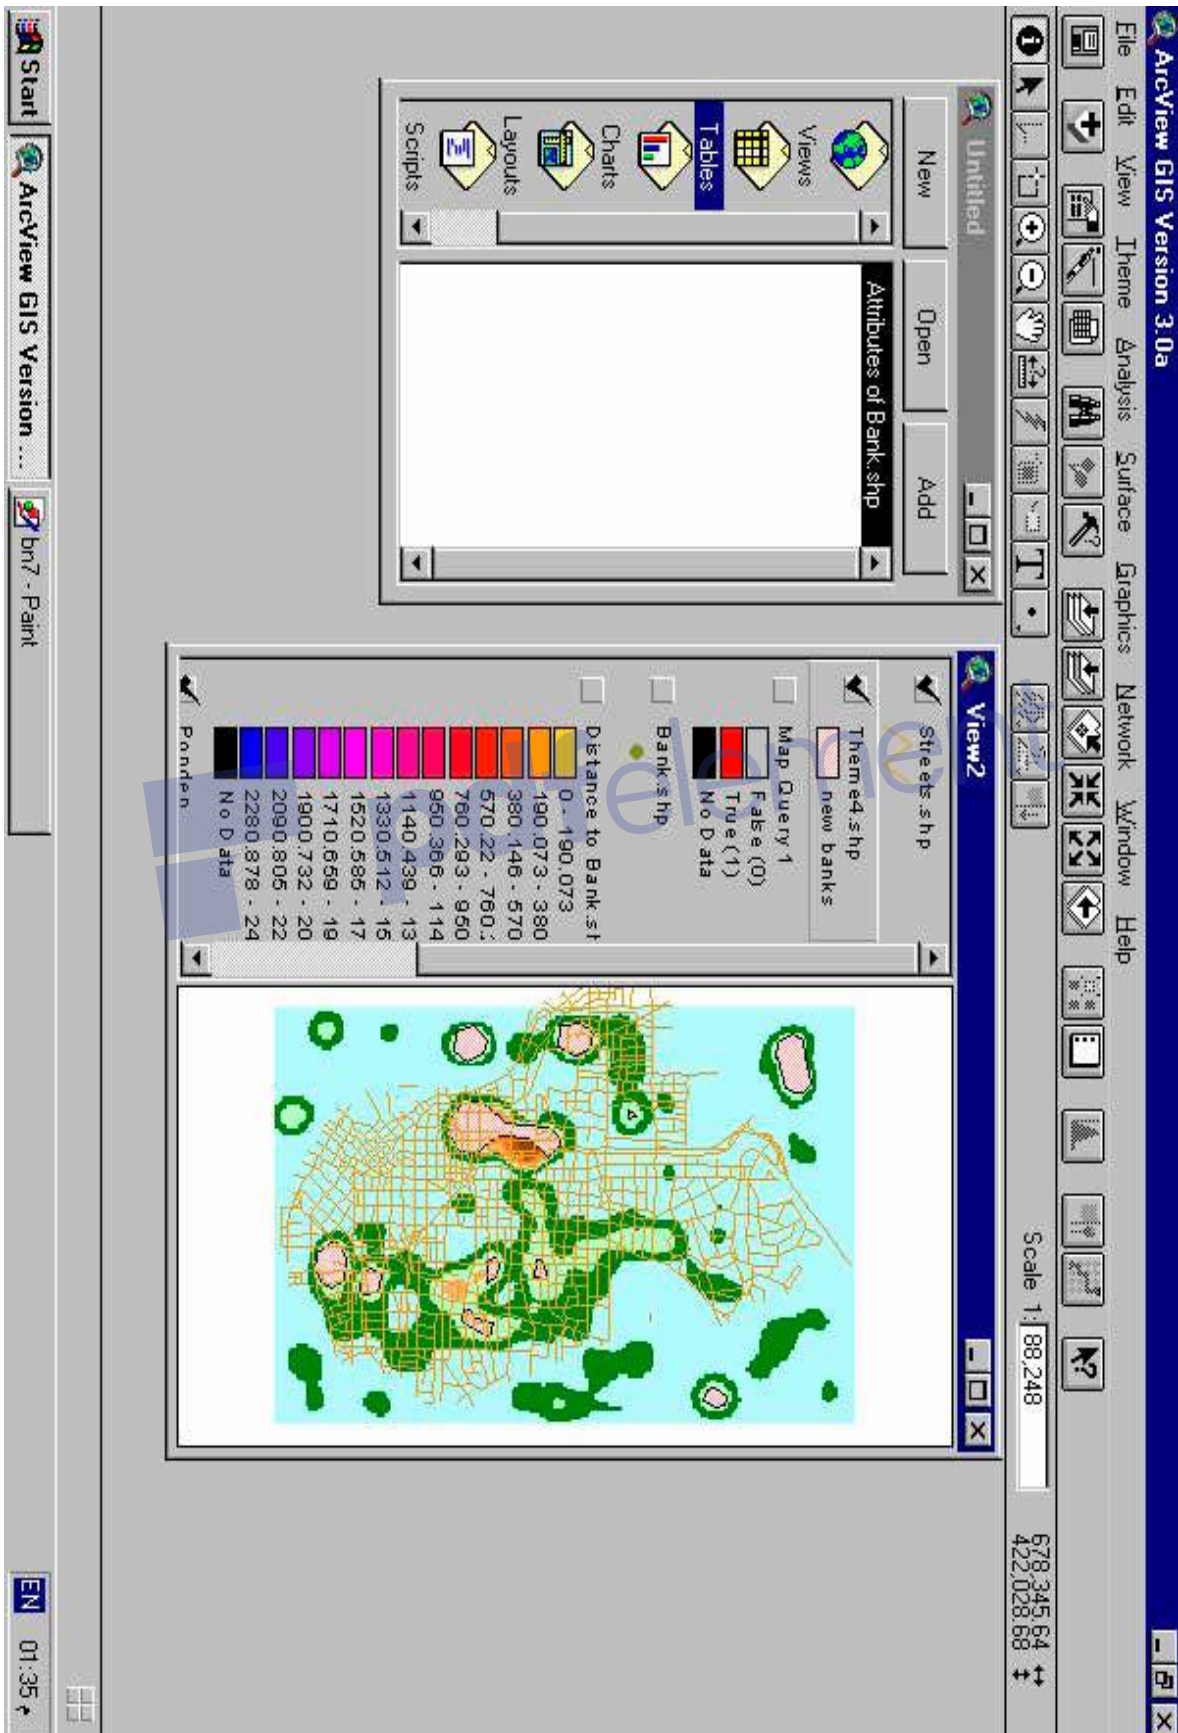 ArcView GIS Version 3.0a
File Edit View Theme Analysis Surface Graphics Network Window Help
Scale 1: 88,248
678,345.64
422,028.68
Untitled
New Open Add
Views
Tables
Charts
Layouts
Scripts
Attributes of Bank.shp
View2
Streets.shp
Theme4.shp
new banks
Map Query 1
False (0)
True (1)
No Data
Bank.shp
Distance to Bank.sh
0 - 190.073
190.073 - 380
380.146 - 570
570.22 - 760.
760.293 - 950
950.366 - 114
1140.439 - 13
1330.512 - 15
1520.585 - 17
1710.659 - 19
1900.732 - 20
2090.805 - 22
2280.878 - 24
No Data
Start
ArcView GIS Version ...
bn7 - Paint
EN 01:35 م